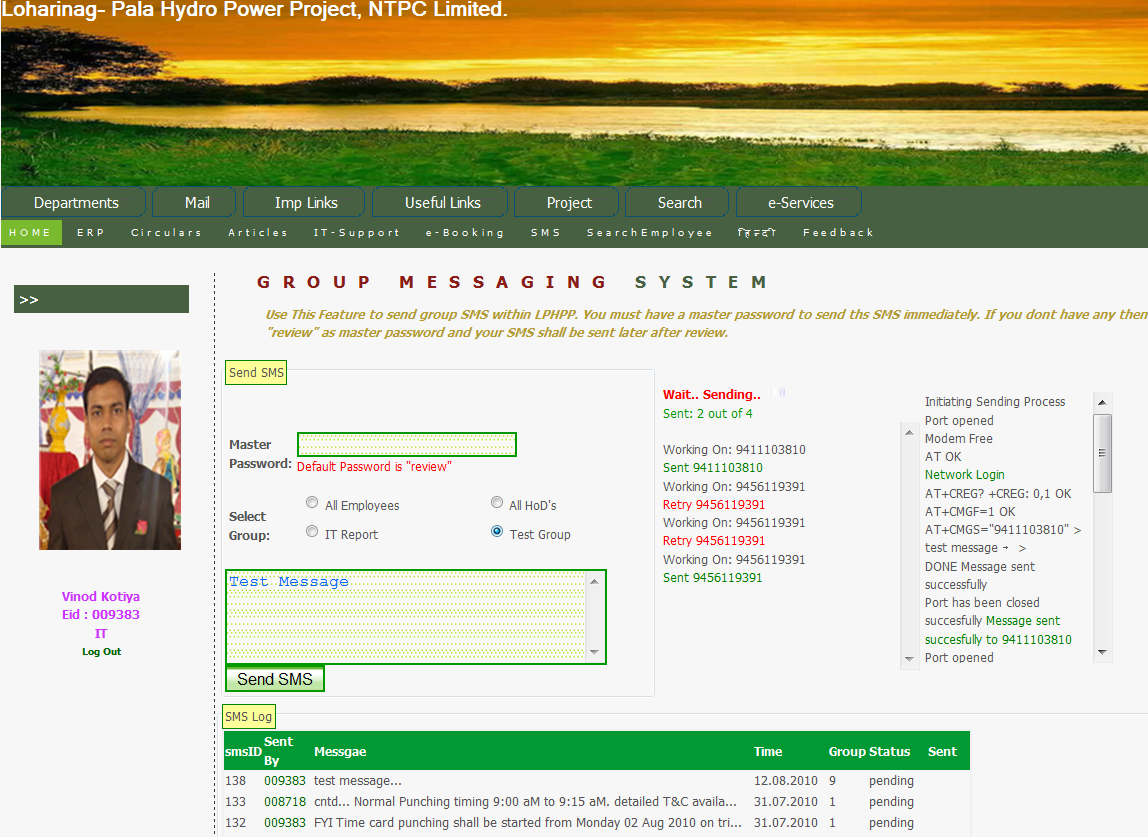 Loharinag- Pala Hydro Power Project, NTPC Limited.
Departments Mail Imp Links Useful Links Project Search e-Services
HOME ERP Circulars Articles IT-Support e-Booking SMS SearchEmployee हिन्दी Feedback
>>
GROUP MESSAGING SYSTEM
Use This Feature to send group SMS within LPHPP. You must have a master password to send ths SMS immediately. If you dont have any then
"review" as master password and your SMS shall be sent later after review.
Vinod Kotiya
Eid : 009383
IT
Log Out
Send SMS
Master
Password:
Default Password is "review"
Select
Group:
All Employees
All HoD's
IT Report
Test Group
Test Message
Send SMS
Wait.. Sending..
Sent: 2 out of 4
Working On: 9411103810
Sent 9411103810
Working On: 9456119391
Retry 9456119391
Working On: 9456119391
Retry 9456119391
Working On: 9456119391
Sent 9456119391
Initiating Sending Process
Port opened
Modem Free
AT OK
Network Login
AT+CREG? +CREG: 0,1 OK
AT+CMGF=1 OK
AT+CMGS="9411103810" >
test message → >
DONE Message sent
successfully
Port has been closed
succesfully Message sent
succesfully to 9411103810
Port opened
SMS Log
smsID Sent By Messgae Time Group Status Sent
138 009383 test message... 12.08.2010 9 pending
133 008718 cntd... Normal Punching timing 9:00 aM to 9:15 aM. detailed T&C availa... 31.07.2010 1 pending
132 009383 FYI Time card punching shall be started from Monday 02 Aug 2010 on tri... 31.07.2010 1 pending